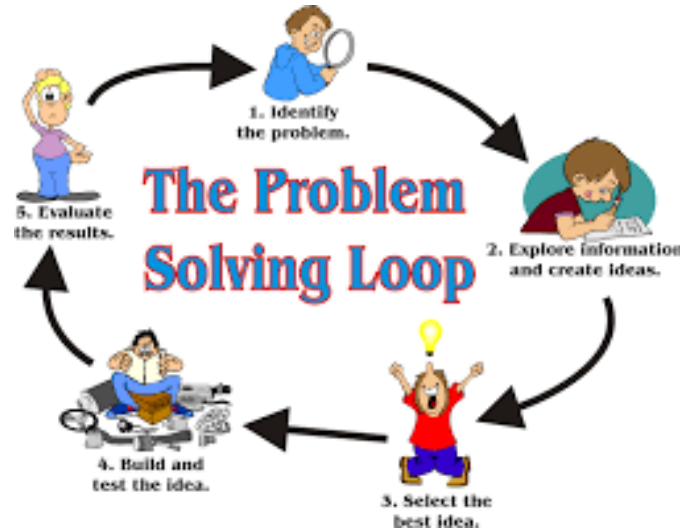 The Problem
Solving Loop
1. Identify
the problem.
2. Explore information
and create ideas.
3. Select the
best idea.
4. Build and
test the idea.
5. Evaluate
the results.